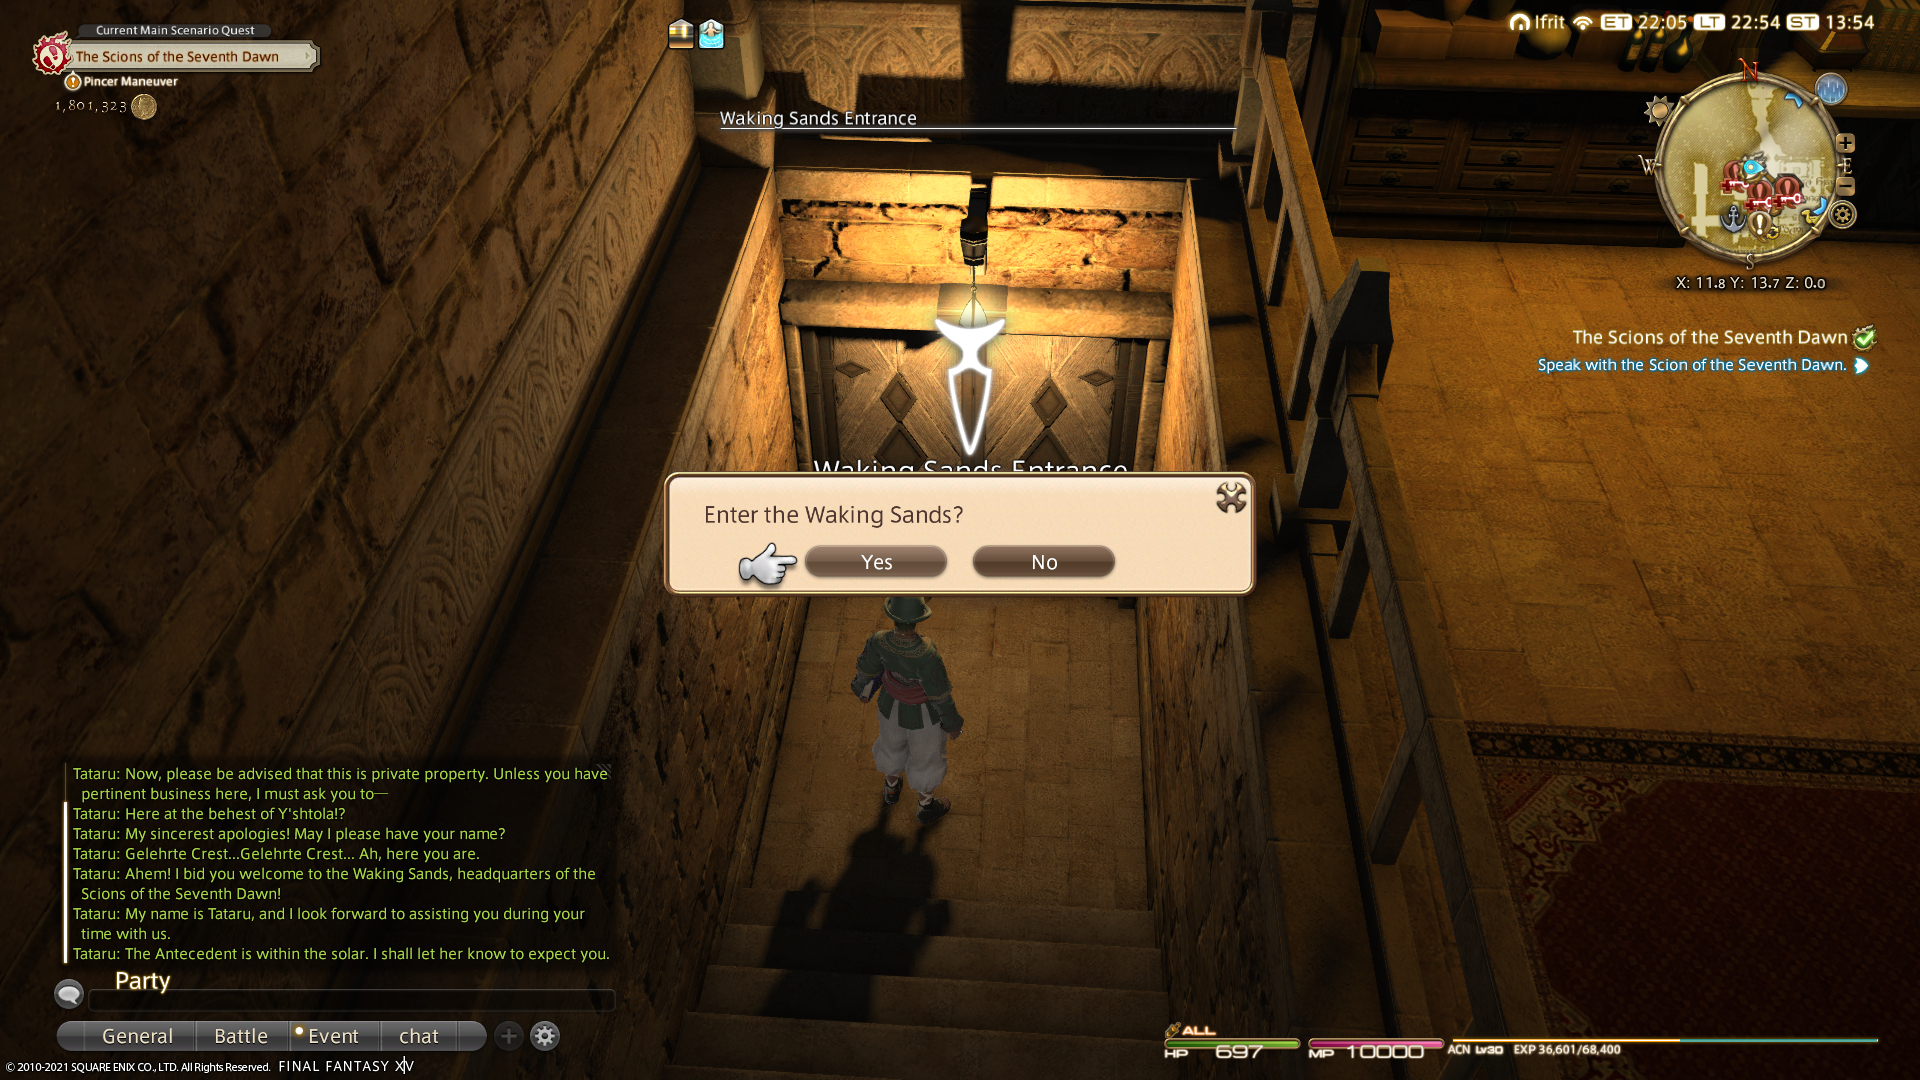 Current Main Scenario Quest
The Scions of the Seventh Dawn
Pincer Maneuver
1,801,323
Ifrit ET 22:05 LT 22:54 ST 13:54
Waking Sands Entrance
N
W
E
S
X: 11.8 Y: 13.7 Z: 0.0
The Scions of the Seventh Dawn
Speak with the Scion of the Seventh Dawn.
Waking Sands Entrance
Enter the Waking Sands?
Yes
No
Tataru: Now, please be advised that this is private property. Unless you have
pertinent business here, I must ask you to—
Tataru: Here at the behest of Y'shtola!?
Tataru: My sincerest apologies! May I please have your name?
Tataru: Gelehrte Crest...Gelehrte Crest... Ah, here you are.
Tataru: Ahem! I bid you welcome to the Waking Sands, headquarters of the
Scions of the Seventh Dawn!
Tataru: My name is Tataru, and I look forward to assisting you during your
time with us.
Tataru: The Antecedent is within the solar. I shall let her know to expect you.
Party
General Battle Event chat
ALL
HP 697 MP 10000 ACN Lv30 EXP 36,601/68,400
© 2010-2021 SQUARE ENIX CO., LTD. All Rights Reserved. FINAL FANTASY XIV